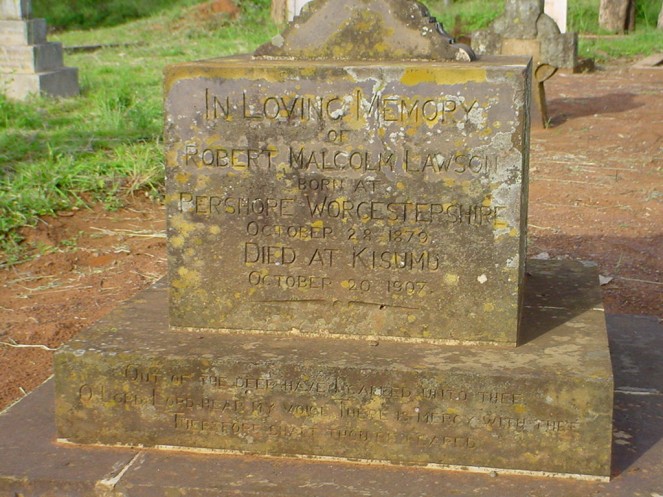 In Loving Memory
of
Robert Malcolm Lawson
born at
Pershore Worcestershire
October 28 1879
Died at Kisumu
October 20 1907
Out of the deep have I called unto thee
O Lord Lord hear my voice There is mercy with thee
Therefore shalt thou be feared